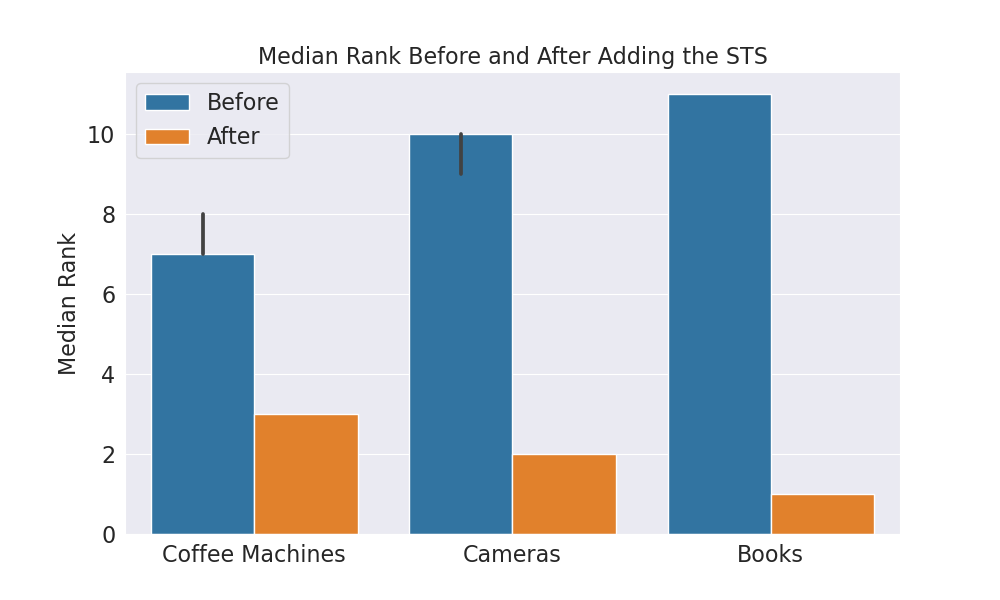 Median Rank Before and After Adding the STS
Before
After
Median Rank
10
8
6
4
2
0
Coffee Machines
Cameras
Books